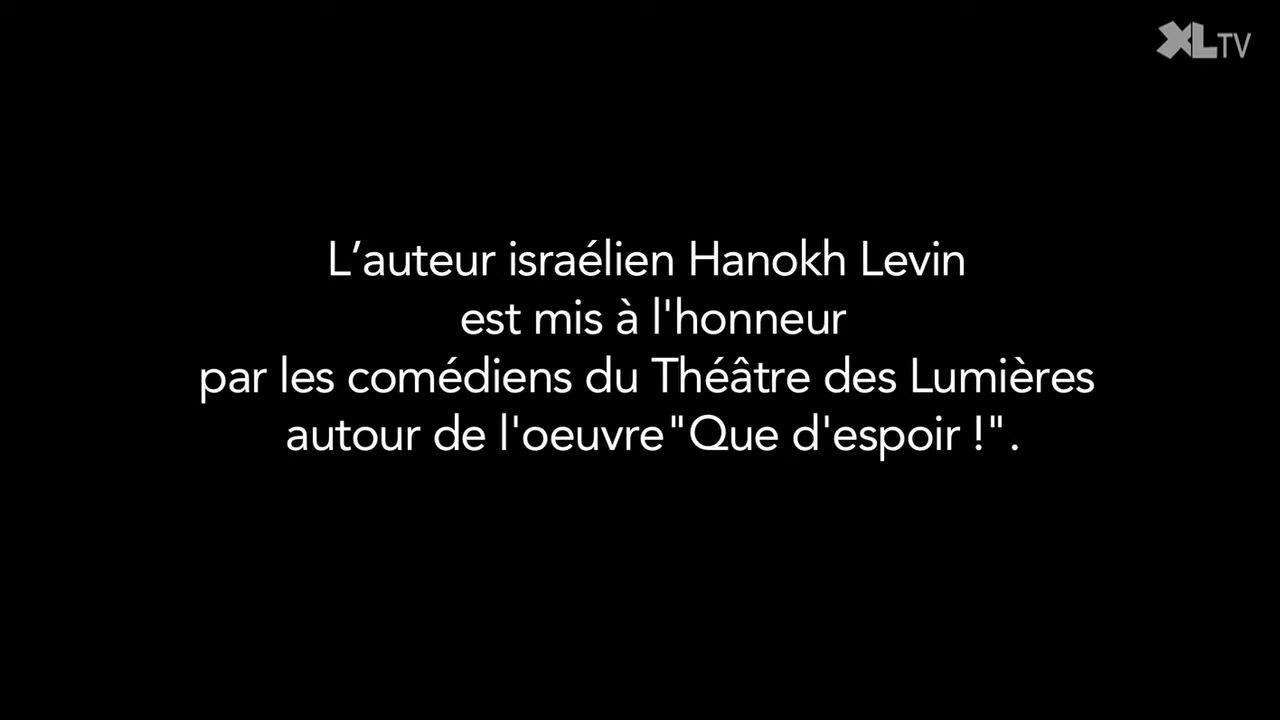 XLTV
L’auteur israélien Hanokh Levin
est mis à l'honneur
par les comédiens du Théâtre des Lumières
autour de l'oeuvre"Que d'espoir !".